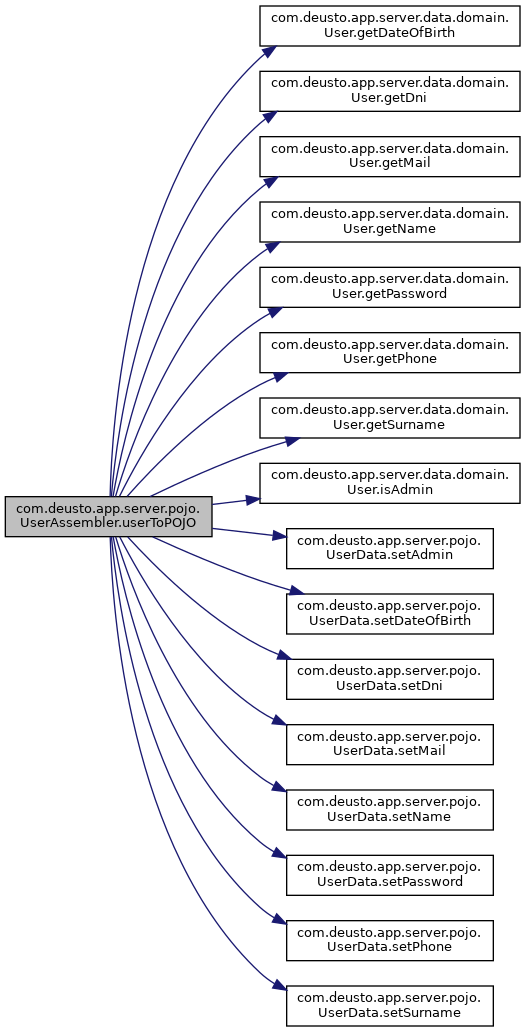 com.deusto.app.server.data.domain.
User.getDateOfBirth
com.deusto.app.server.data.domain.
User.getDni
com.deusto.app.server.data.domain.
User.getMail
com.deusto.app.server.data.domain.
User.getName
com.deusto.app.server.data.domain.
User.getPassword
com.deusto.app.server.data.domain.
User.getPhone
com.deusto.app.server.data.domain.
User.getSurname
com.deusto.app.server.data.domain.
User.isAdmin
com.deusto.app.server.pojo.
UserAssembler.userToPOJO
com.deusto.app.server.pojo.
UserData.setAdmin
com.deusto.app.server.pojo.
UserData.setDateOfBirth
com.deusto.app.server.pojo.
UserData.setDni
com.deusto.app.server.pojo.
UserData.setMail
com.deusto.app.server.pojo.
UserData.setName
com.deusto.app.server.pojo.
UserData.setPassword
com.deusto.app.server.pojo.
UserData.setPhone
com.deusto.app.server.pojo.
UserData.setSurname